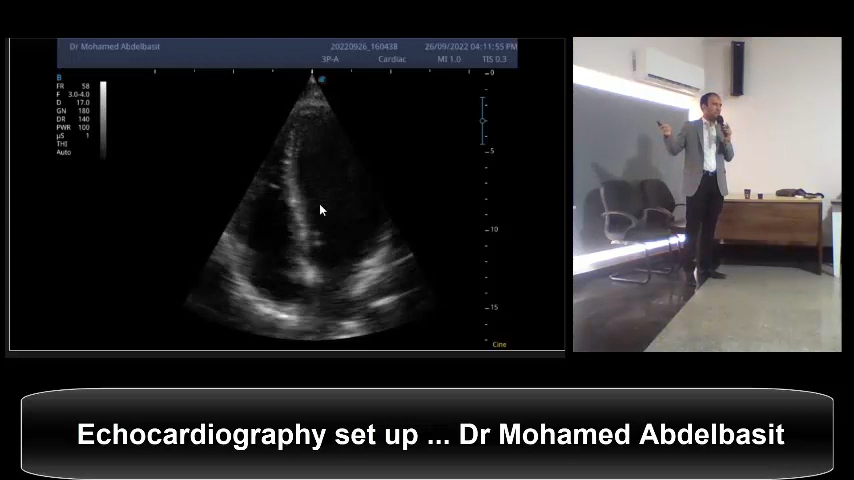 Dr Mohamed Abdelbasit 20220926_160438 26/09/2022 04:11:55 PM
3P-A Cardiac MI 1.0 TIS 0.3
B
FR 58
F 3.0-4.0
D 17.0
GN 180
DR 140
PWR 100
µS 1
THI
Auto
0
5
10
15
Cine
Echocardiography set up ... Dr Mohamed Abdelbasit